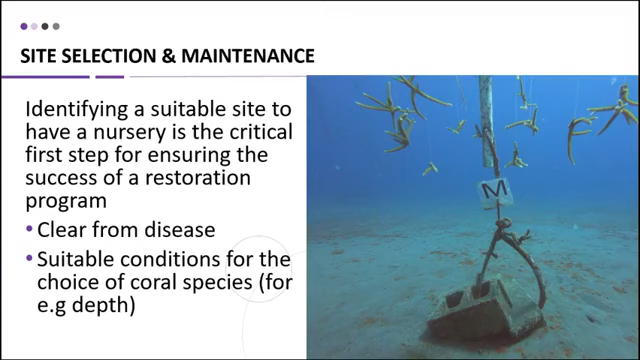 SITE SELECTION & MAINTENANCE
Identifying a suitable site to
have a nursery is the critical
first step for ensuring the
success of a restoration
program
• Clear from disease
• Suitable conditions for the
choice of coral species (for
e.g depth)
M